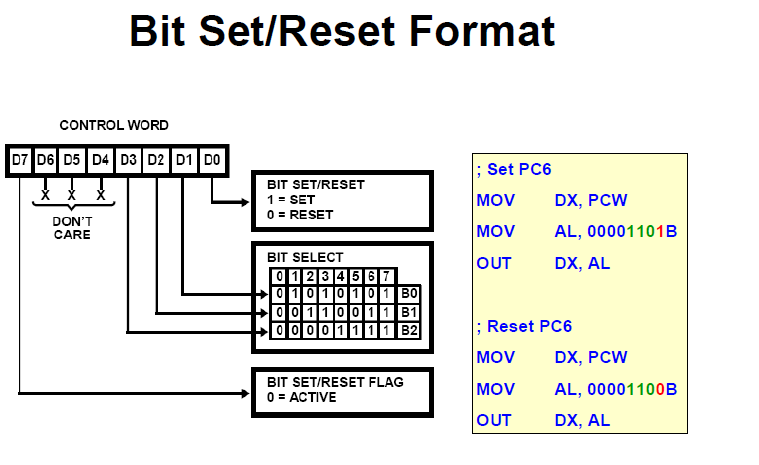 Bit Set/Reset Format
CONTROL WORD
D7 D6 D5 D4 D3 D2 D1 D0
X X X
DON'T
CARE
BIT SET/RESET
1 = SET
0 = RESET
BIT SELECT
0 1 2 3 4 5 6 7
0 1 0 1 0 1 0 1 B0
0 0 1 1 0 0 1 1 B1
0 0 0 0 1 1 1 1 B2
BIT SET/RESET FLAG
0 = ACTIVE
; Set PC6
MOV DX, PCW
MOV AL, 00001101B
OUT DX, AL
; Reset PC6
MOV DX, PCW
MOV AL, 00001100B
OUT DX, AL